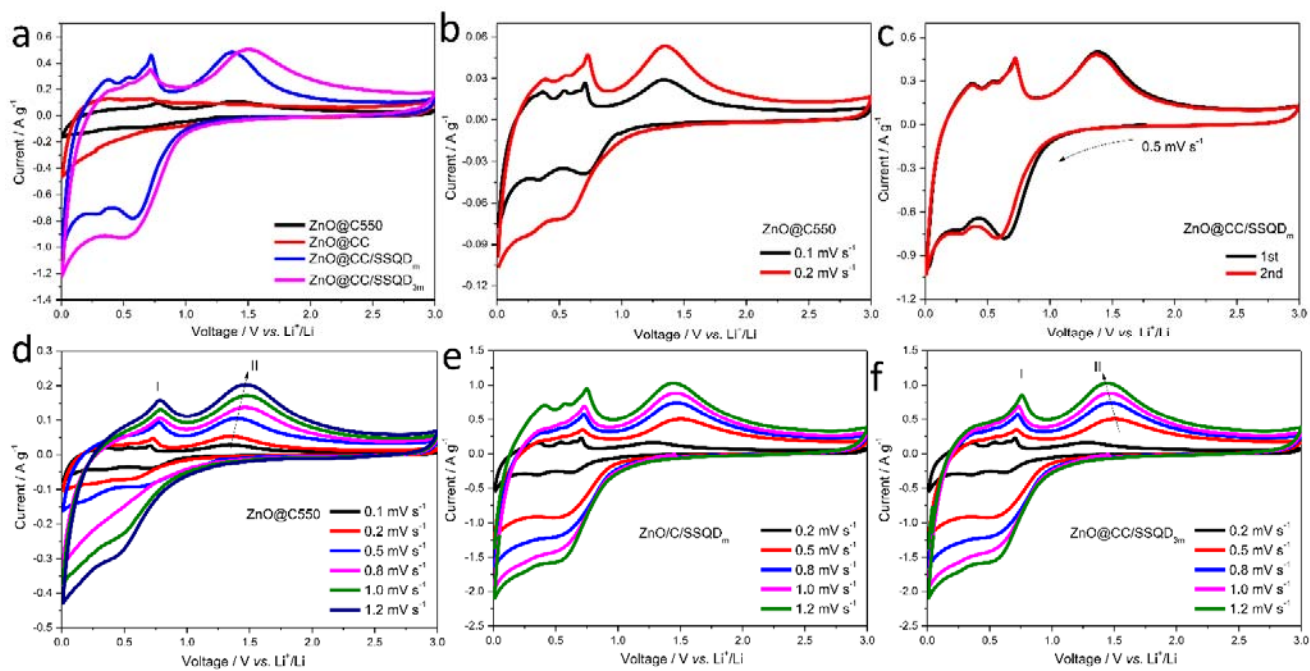 a
0.6
0.4
0.2
0.0
-0.2
-0.4
-0.6
-0.8
-1.0
-1.2
-1.4
Current / A g⁻¹
ZnO@C550
ZnO@CC
ZnO@CC/SSQDₘ
ZnO@CC/SSQD₃ₘ
0.0 0.5 1.0 1.5 2.0 2.5 3.0
Voltage / V vs. Li⁺/Li
b
0.06
0.03
0.00
-0.03
-0.06
-0.09
-0.12
Current / A g⁻¹
ZnO@C550
0.1 mV s⁻¹
0.2 mV s⁻¹
0.0 0.5 1.0 1.5 2.0 2.5 3.0
Voltage / V vs. Li⁺/Li
c
0.6
0.3
0.0
-0.3
-0.6
-0.9
-1.2
Current / A g⁻¹
0.5 mV s⁻¹
ZnO@CC/SSQDₘ
1st
2nd
0.0 0.5 1.0 1.5 2.0 2.5 3.0
Voltage / V vs. Li⁺/Li
d
0.3
0.2
0.1
0.0
-0.1
-0.2
-0.3
-0.4
-0.5
Current / A g⁻¹
I
II
ZnO@C550
0.1 mV s⁻¹
0.2 mV s⁻¹
0.5 mV s⁻¹
0.8 mV s⁻¹
1.0 mV s⁻¹
1.2 mV s⁻¹
0.0 0.5 1.0 1.5 2.0 2.5 3.0
Voltage / V vs. Li⁺/Li
e
1.5
1.0
0.5
0.0
-0.5
-1.0
-1.5
-2.0
-2.5
Current / A g⁻¹
ZnO/C/SSQDₘ
0.2 mV s⁻¹
0.5 mV s⁻¹
0.8 mV s⁻¹
1.0 mV s⁻¹
1.2 mV s⁻¹
0.0 0.5 1.0 1.5 2.0 2.5 3.0
Voltage / V vs. Li⁺/Li
f
1.5
1.0
0.5
0.0
-0.5
-1.0
-1.5
-2.0
-2.5
Current / A g⁻¹
I
II
ZnO@CC/SSQD₃ₘ
0.2 mV s⁻¹
0.5 mV s⁻¹
0.8 mV s⁻¹
1.0 mV s⁻¹
1.2 mV s⁻¹
0.0 0.5 1.0 1.5 2.0 2.5 3.0
Voltage / V vs. Li⁺/Li